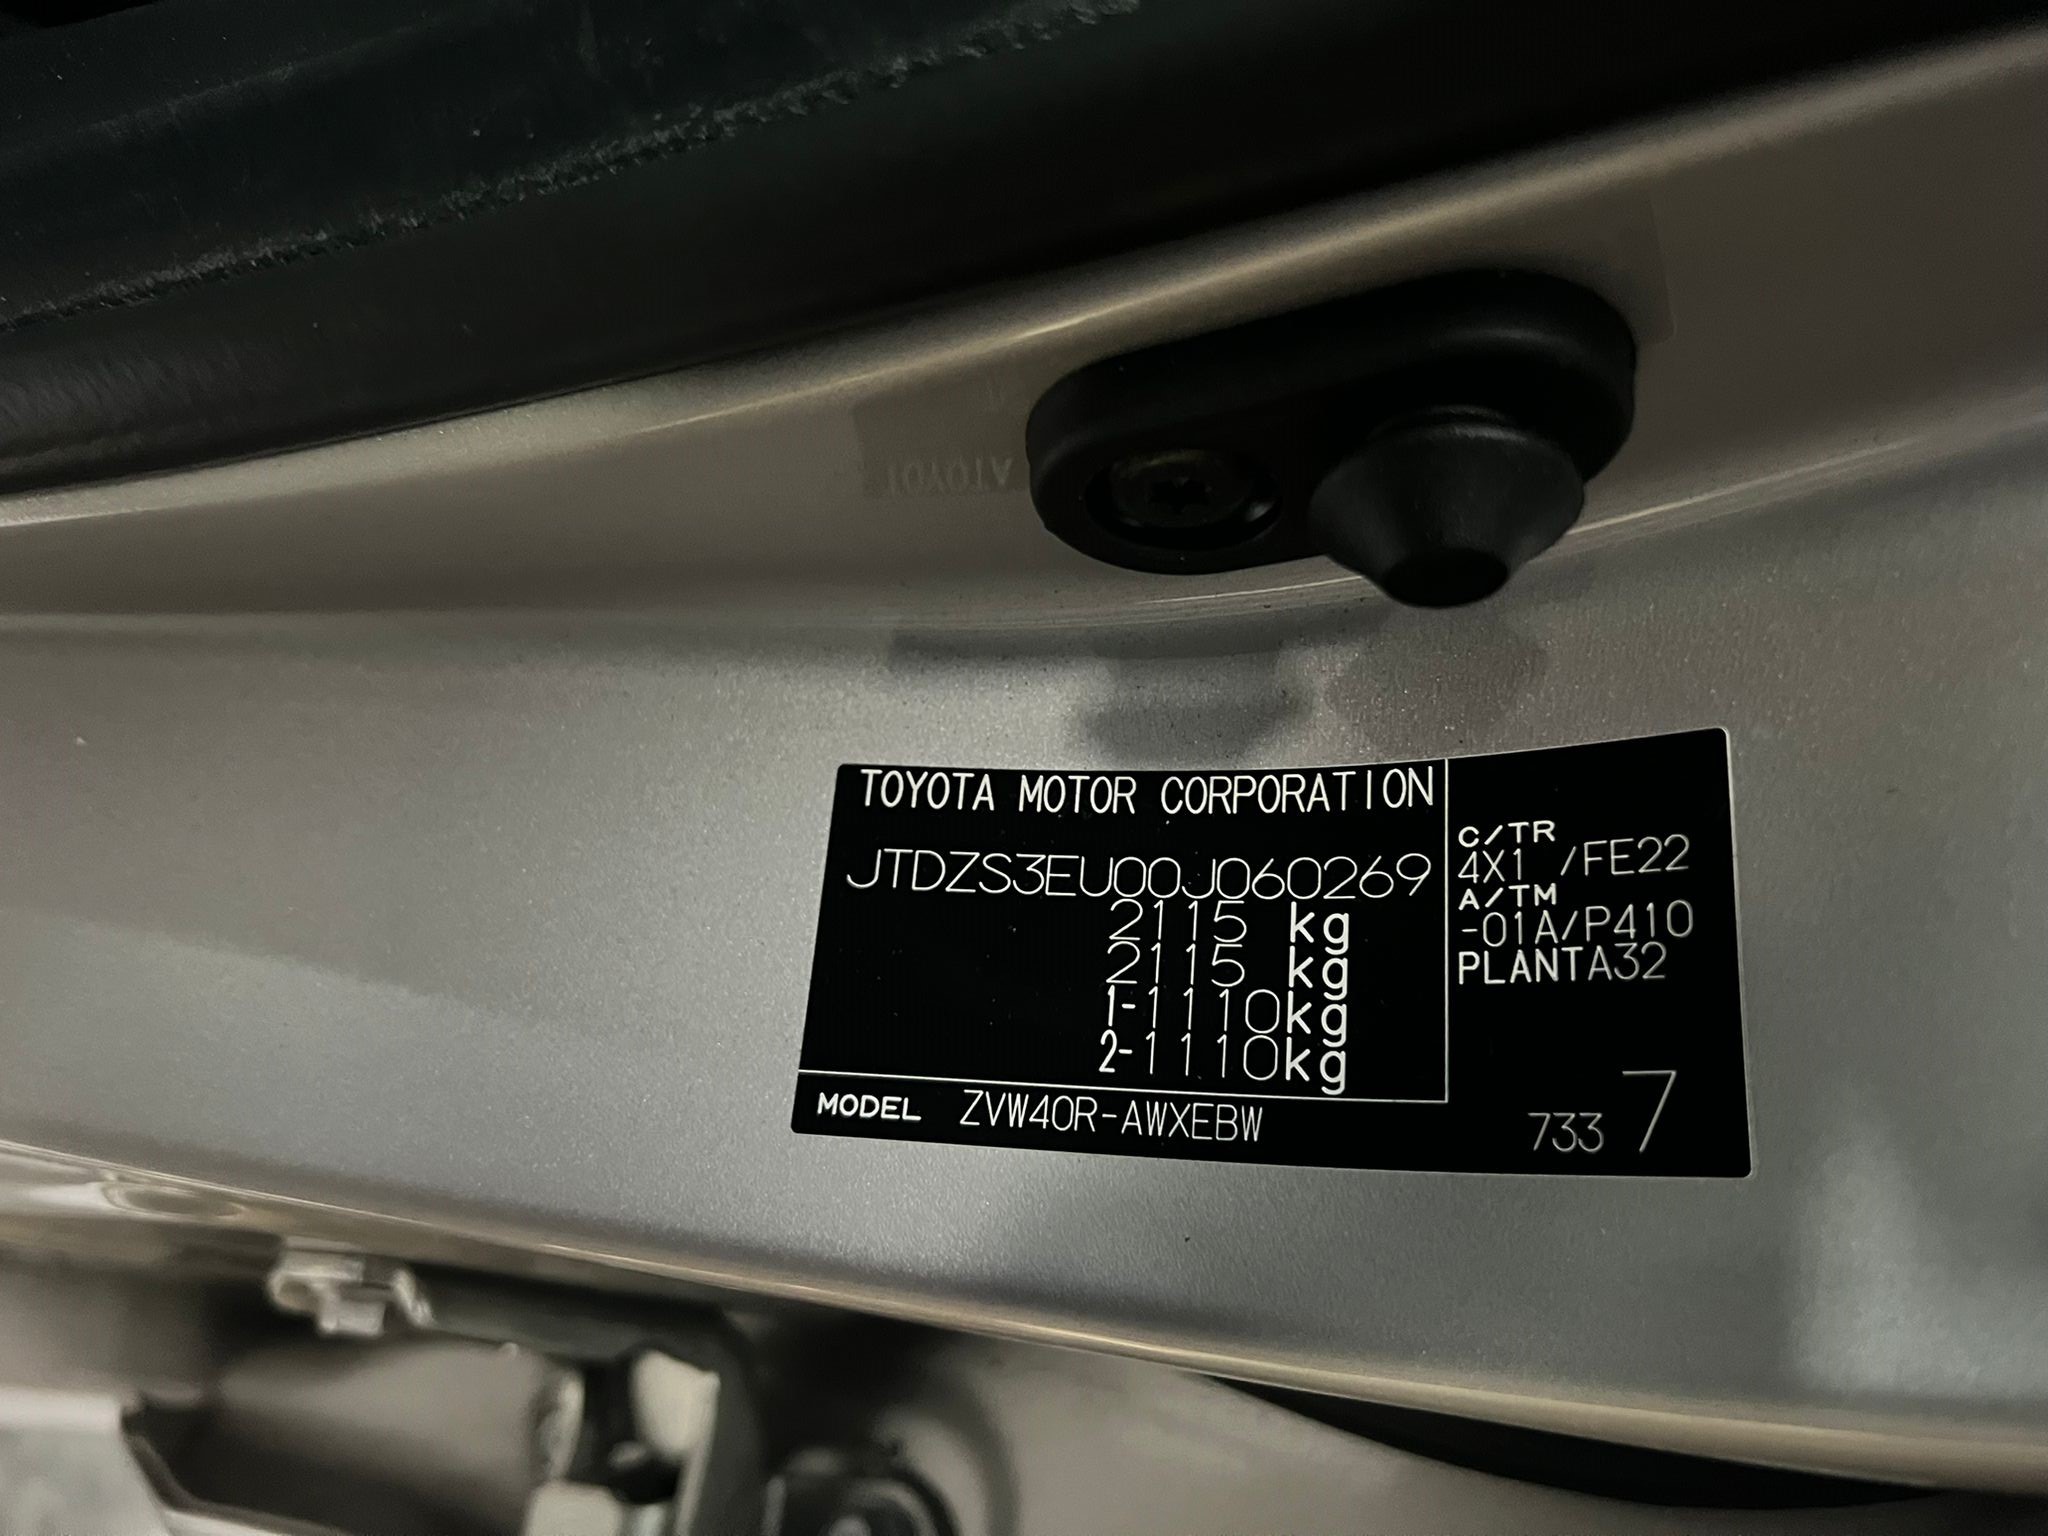 TOYOTA
TOYOTA MOTOR CORPORATION
JTDZS3EU00J060269
2115 kg
2115 kg
1-1110kg
2-1110kg
MODEL ZVW40R-AWXEBW
C/TR
4X1 /FE22
A/TM
-01A/P410
PLANTA32
733 7